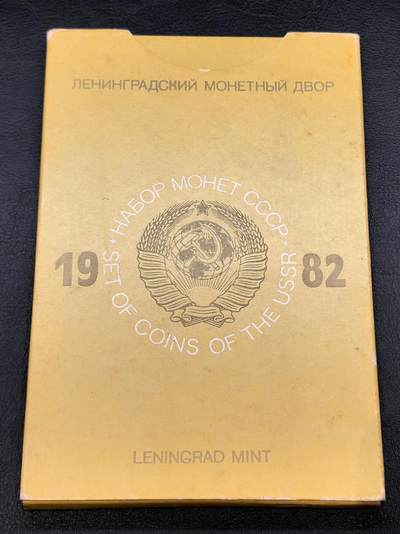 ЛЕНИНГРАДСКИЙ МОНЕТНЫЙ ДВОР
• НАБОР МОНЕТ СССР •
19 82
SET OF COINS OF THE USSR
LENINGRAD MINT